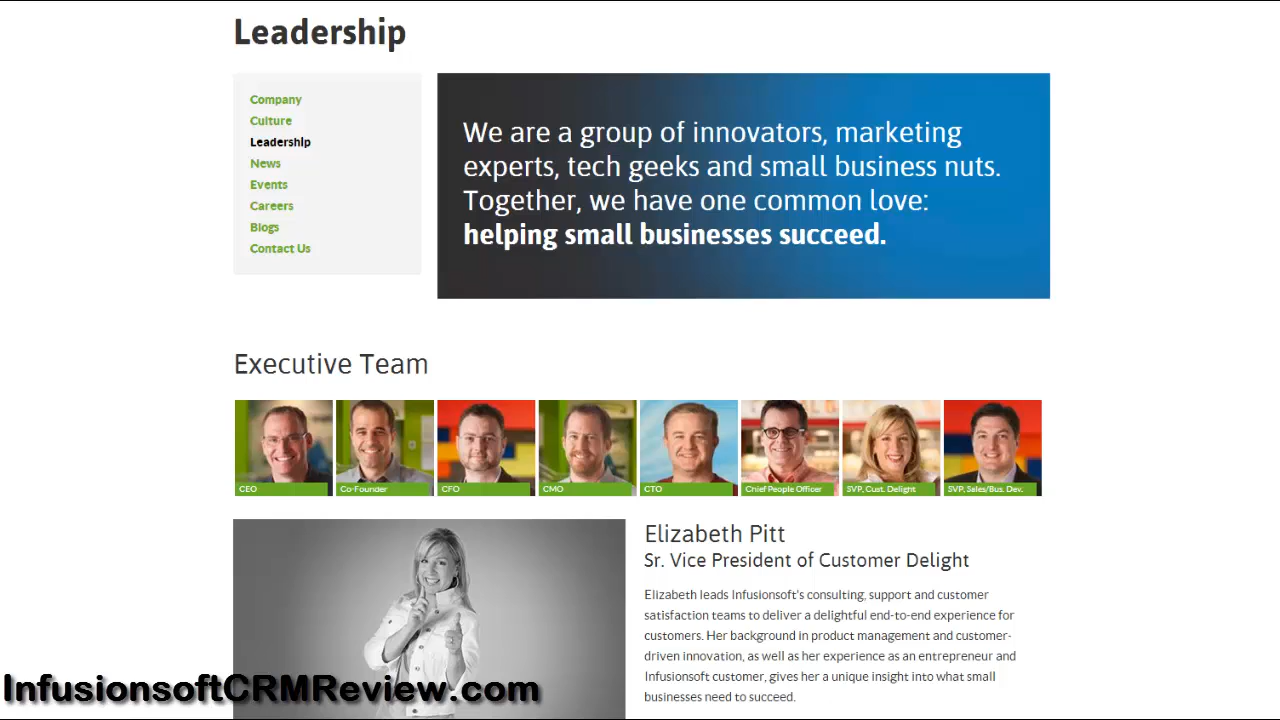 Leadership
Company
Culture
Leadership
News
Events
Careers
Blogs
Contact Us
We are a group of innovators, marketing
experts, tech geeks and small business nuts.
Together, we have one common love:
helping small businesses succeed.
Executive Team
CEO
Co-Founder
CFO
CMO
CTO
Chief People Officer
SVP, Cust. Delight
SVP, Sales/Bus. Dev.
Elizabeth Pitt
Sr. Vice President of Customer Delight
Elizabeth leads Infusionsoft's consulting, support and customer
satisfaction teams to deliver a delightful end-to-end experience for
customers. Her background in product management and customer-
driven innovation, as well as her experience as an entrepreneur and
Infusionsoft customer, gives her a unique insight into what small
businesses need to succeed.
InfusionsoftCRMReview.com